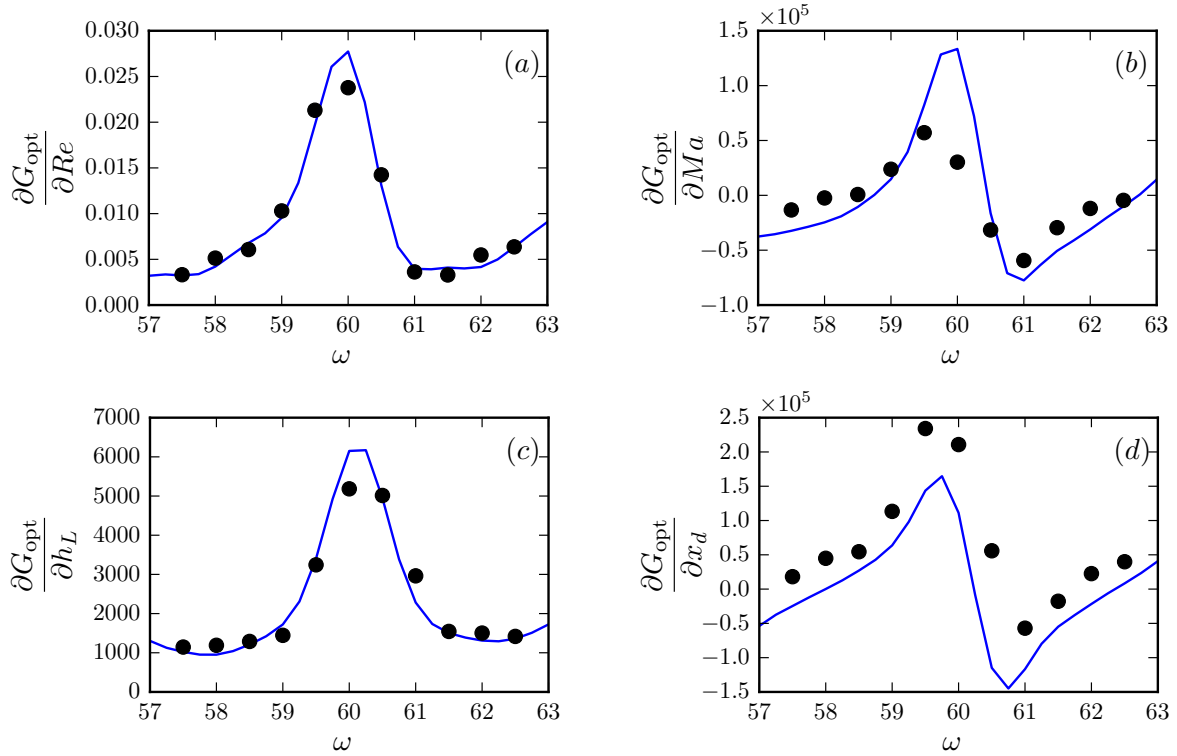 0.030
0.025
0.020
0.015
0.010
0.005
0.000
57 58 59 60 61 62 63
ω
∂G_opt
∂Re
(a)
×10^5
1.5
1.0
0.5
0.0
−0.5
−1.0
57 58 59 60 61 62 63
ω
∂G_opt
∂Ma
(b)
7000
6000
5000
4000
3000
2000
1000
0
57 58 59 60 61 62 63
ω
∂G_opt
∂h_L
(c)
×10^5
2.5
2.0
1.5
1.0
0.5
0.0
−0.5
−1.0
−1.5
57 58 59 60 61 62 63
ω
∂G_opt
∂x_d
(d)